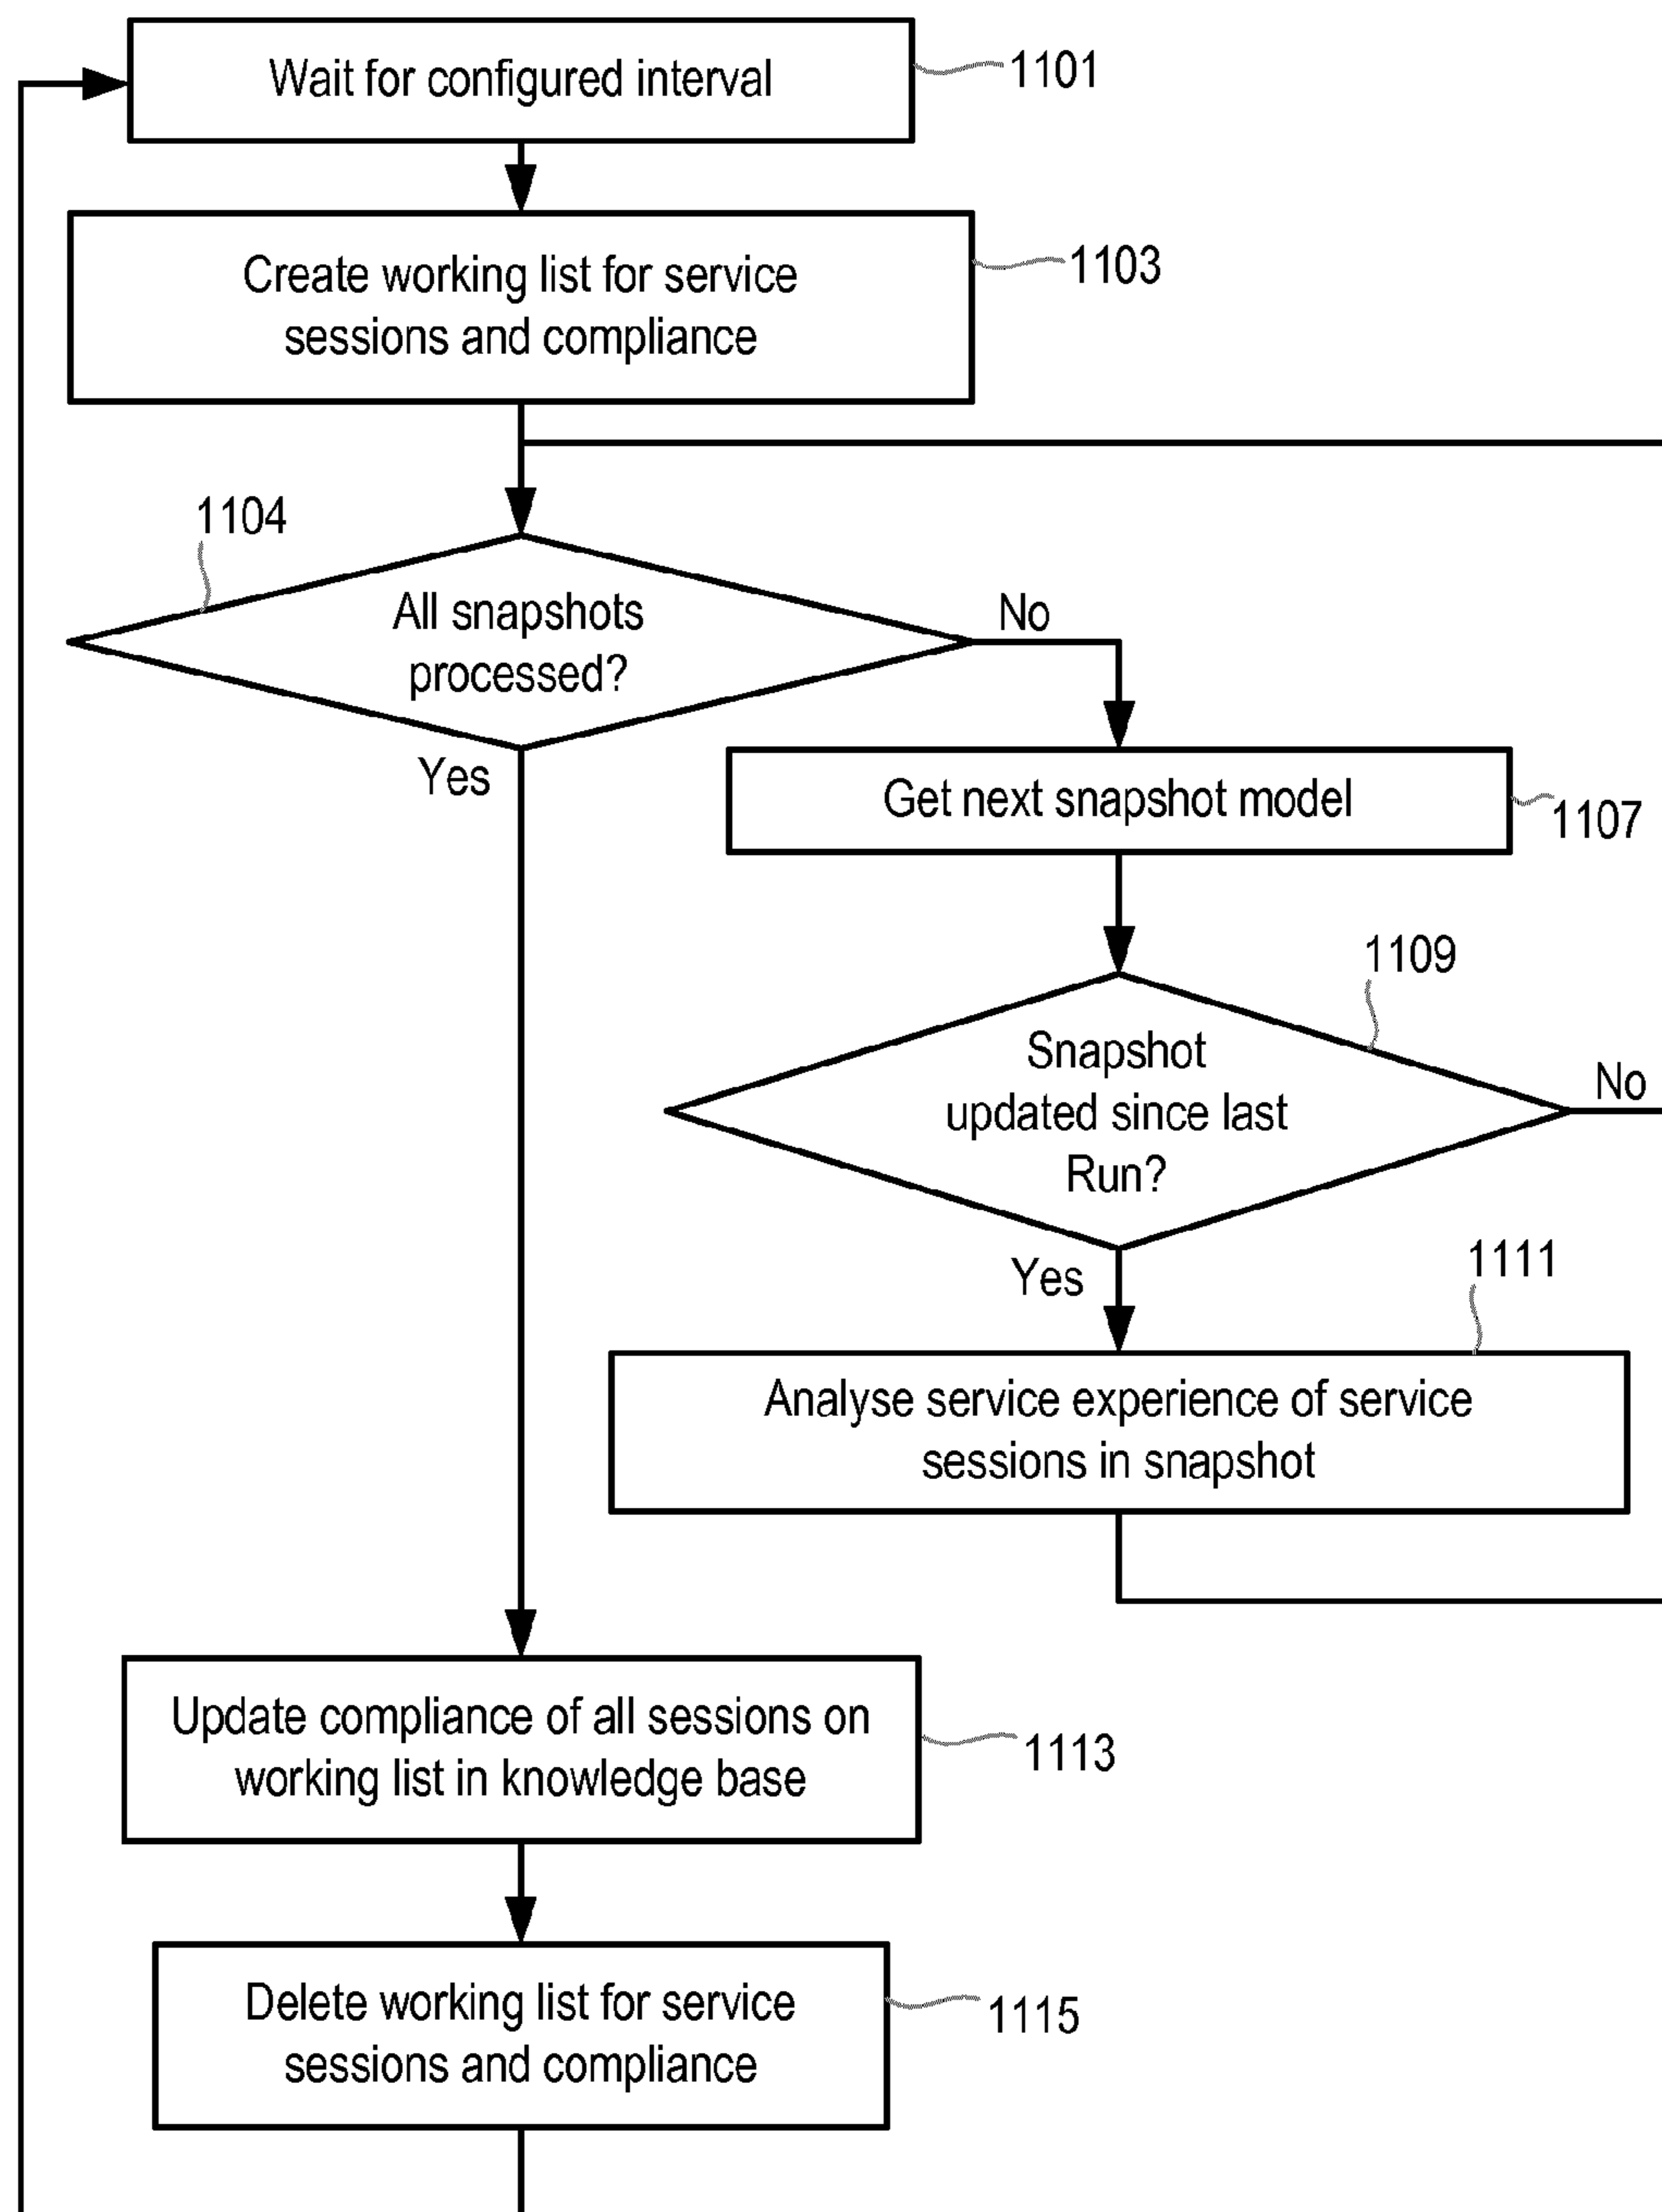 Wait for configured interval
1101
Create working list for service
sessions and compliance
1103
1104
All snapshots
processed?
No
Yes
Get next snapshot model
1107
1109
Snapshot
updated since last
Run?
No
Yes
1111
Analyse service experience of service
sessions in snapshot
Update compliance of all sessions on
working list in knowledge base
1113
Delete working list for service
sessions and compliance
1115